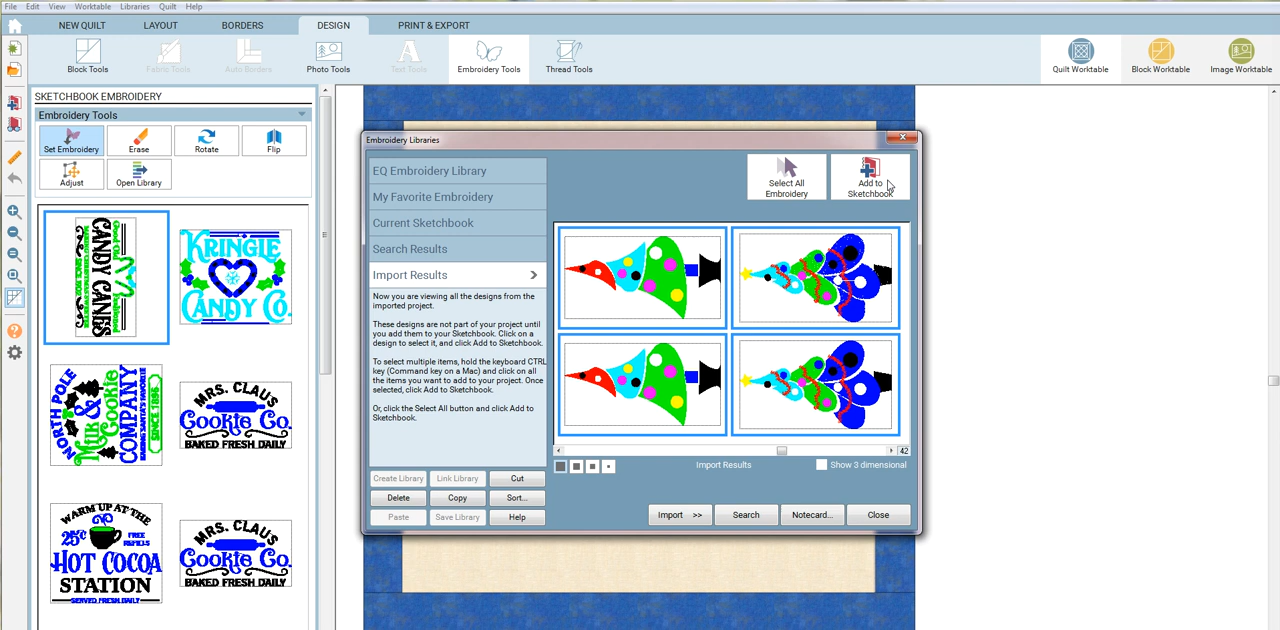 File Edit View Worktable Libraries Quilt Help
NEW QUILT LAYOUT BORDERS DESIGN PRINT & EXPORT
Block Tools Fabric Tools Auto Borders Photo Tools Text Tools Embroidery Tools Thread Tools Quilt Worktable Block Worktable Image Worktable
SKETCHBOOK EMBROIDERY
Embroidery Tools
Set Embroidery Erase Rotate Flip
Adjust Open Library
CANDY CANES
KRINGLE
CANDY CO.
NORTH POLE
Milk & Cookie
COMPANY
SINCE 1896
MRS. CLAUS
Cookie Co.
BAKED FRESH DAILY
WARM UP AT THE
25¢ FREE REFILLS
HOT COCOA
STATION
SERVED FRESH DAILY
MRS. CLAUS
Cookie Co.
BAKED FRESH DAILY
Embroidery Libraries
EQ Embroidery Library
My Favorite Embroidery
Current Sketchbook
Search Results
Import Results >
Now you are viewing all the designs from the
imported project.
These designs are not part of your project until
you add them to your Sketchbook. Click on a
design to select it, and click Add to Sketchbook.
To select multiple items, hold the keyboard CTRL
key (Command key on a Mac) and click on all
the items you want to add to your project. Once
selected, click Add to Sketchbook.
Or, click the Select All button and click Add to
Sketchbook.
Create Library Link Library Cut
Delete Copy Sort...
Paste Save Library Help
Select All
Embroidery
Add to
Sketchbook
42
Import Results
Show 3 dimensional
Import >> Search Notecard... Close